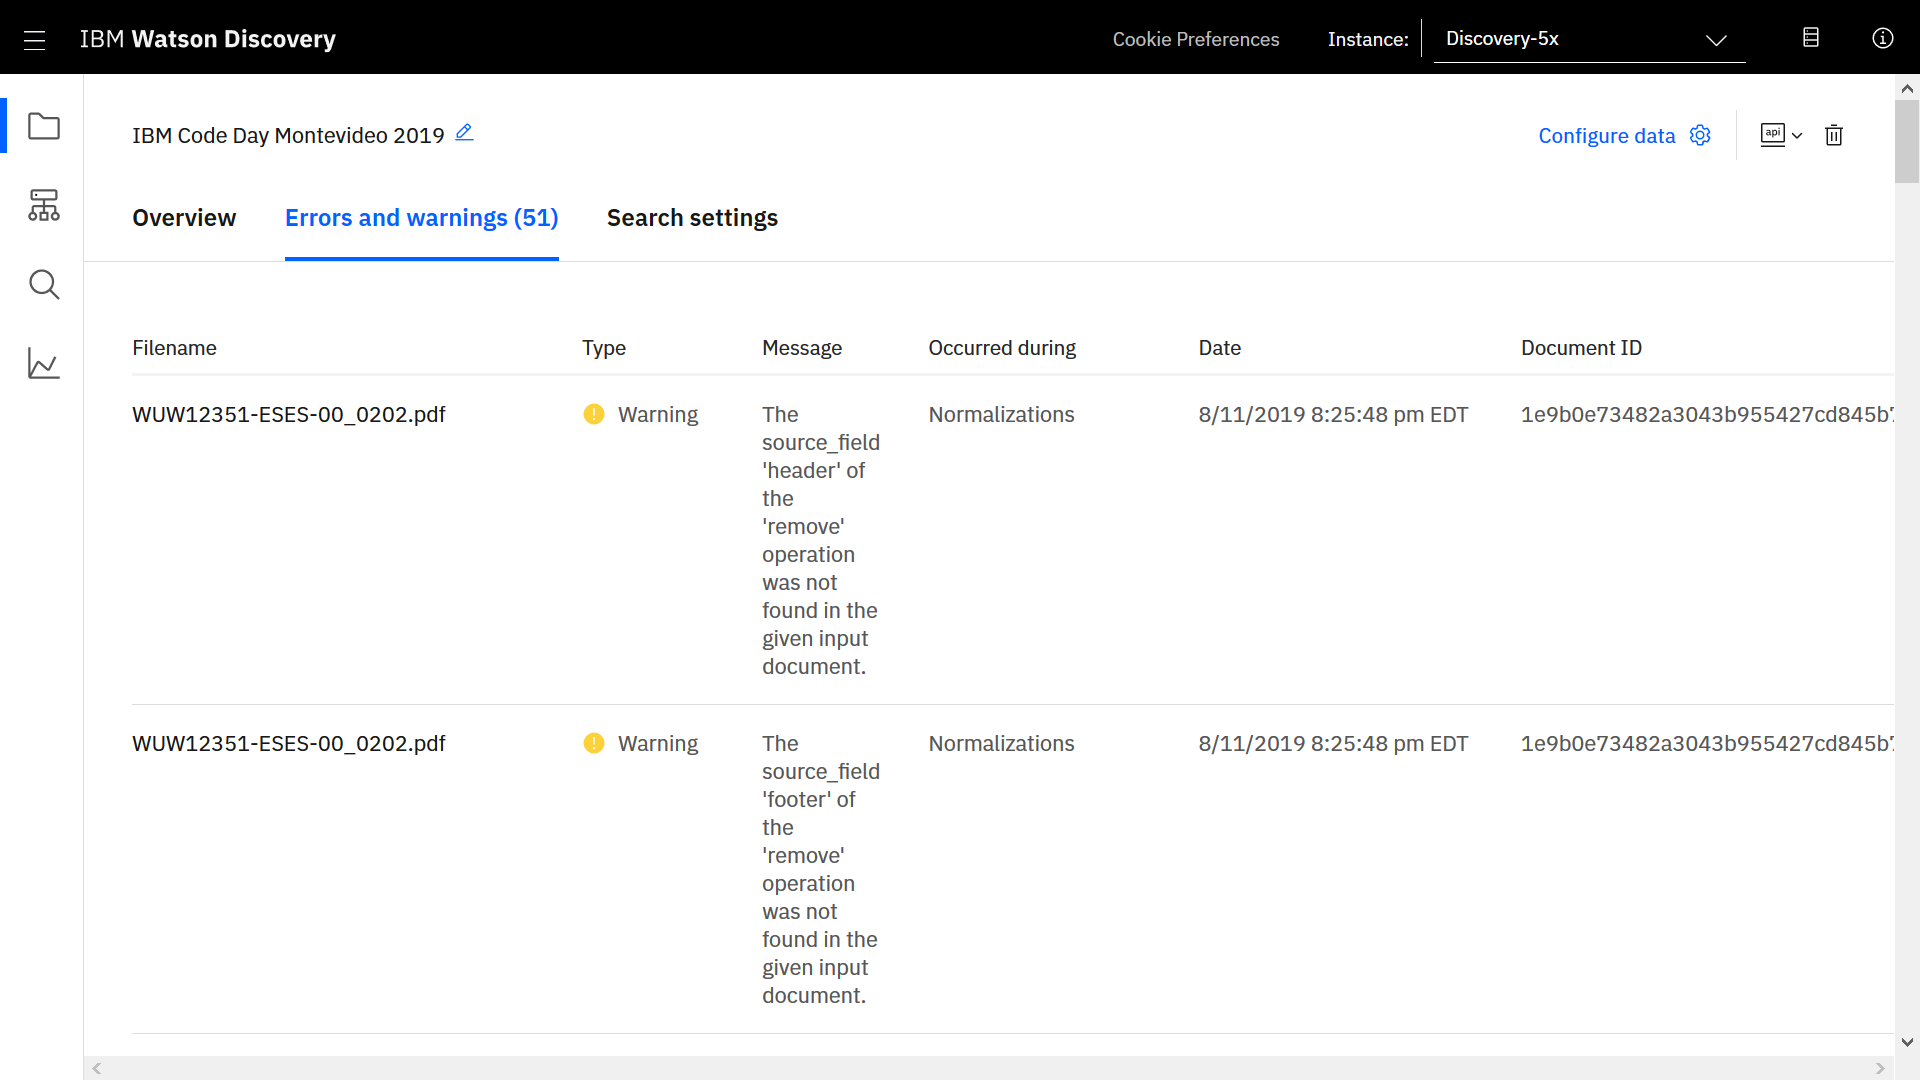 IBM Watson Discovery
Cookie Preferences
Instance:
Discovery-5x
IBM Code Day Montevideo 2019
Configure data
api
Overview
Errors and warnings (51)
Search settings
Filename
Type
Message
Occurred during
Date
Document ID
WUW12351-ESES-00_0202.pdf
Warning
The
source_field
'header' of
the
'remove'
operation
was not
found in the
given input
document.
Normalizations
8/11/2019 8:25:48 pm EDT
1e9b0e73482a3043b955427cd845b
WUW12351-ESES-00_0202.pdf
Warning
The
source_field
'footer' of
the
'remove'
operation
was not
found in the
given input
document.
Normalizations
8/11/2019 8:25:48 pm EDT
1e9b0e73482a3043b955427cd845b